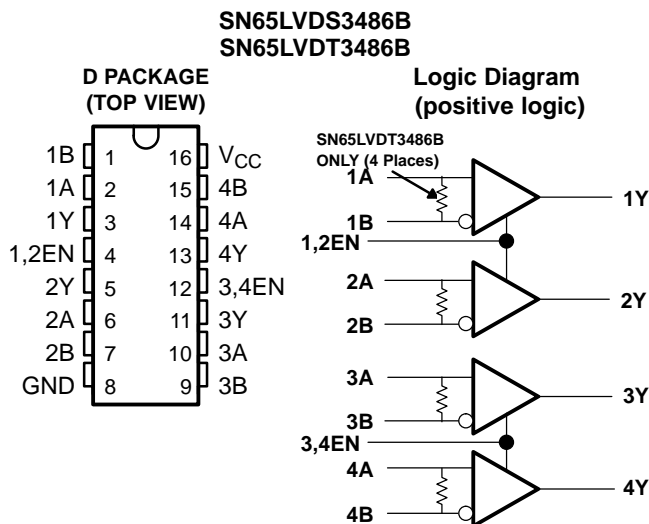 SN65LVDS3486B
SN65LVDT3486B
D PACKAGE
(TOP VIEW)
1B 1 16 VCC
1A 2 15 4B
1Y 3 14 4A
1,2EN 4 13 4Y
2Y 5 12 3,4EN
2A 6 11 3Y
2B 7 10 3A
GND 8 9 3B
Logic Diagram
(positive logic)
SN65LVDT3486B
ONLY (4 Places)
1A
1Y
1B
1,2EN
2A
2Y
2B
3A
3Y
3B
3,4EN
4A
4Y
4B